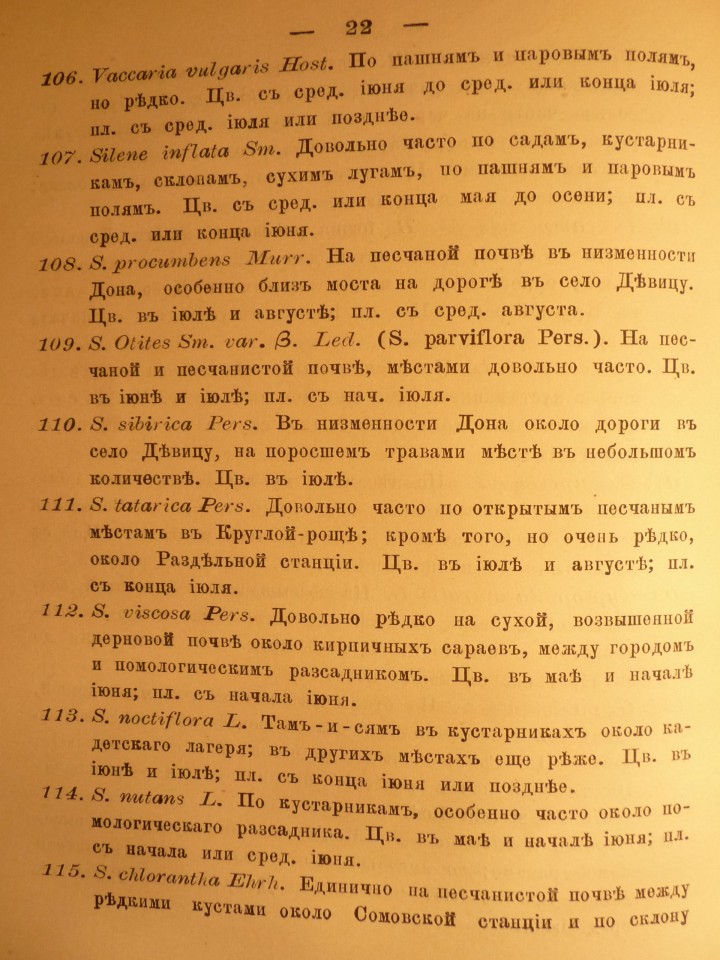 — 22 —
106. Vaccaria vulgaris Host. По пашнямъ и паровымъ полямъ,
но рѣдко. Цв. съ сред. іюня до сред. или конца іюля;
пл. съ сред. іюля или позднѣе.
107. Silene inflata Sm. Довольно часто по садамъ, кустарни-
камъ, склонамъ, сухимъ лугамъ, по пашнямъ и паровымъ
полямъ. Цв. съ сред. или конца мая до осени; пл. съ
сред. или конца іюня.
108. S. procumbens Murr. На песчаной почвѣ въ низменности
Дона, особенно близъ моста на дорогѣ въ село Дѣвицу.
Цв. въ іюлѣ и августѣ; пл. съ сред. августа.
109. S. Otites Sm. var. β. Led. (S. parviflora Pers.). На пес-
чаной и песчанистой почвѣ, мѣстами довольно часто. Цв.
въ іюнѣ и іюлѣ; пл. съ нач. іюля.
110. S. sibirica Pers. Въ низменности Дона около дороги въ
село Дѣвицу, на поросшемъ травами мѣстѣ въ небольшомъ
количествѣ. Цв. въ іюлѣ.
111. S. tatarica Pers. Довольно часто по открытымъ песчанымъ
мѣстамъ въ Круглой-рощѣ; кромѣ того, но очень рѣдко,
около Раздѣльной станціи. Цв. въ іюлѣ и августѣ; пл.
съ конца іюля.
112. S. viscosa Pers. Довольно рѣдко на сухой, возвышенной
дерновой почвѣ около кирпичныхъ сараевъ, между городомъ
и помологическимъ разсадникомъ. Цв. въ маѣ и началѣ
іюня; пл. съ начала іюня.
113. S. noctiflora L. Тамъ-и-сямъ въ кустарникахъ около ка-
детскаго лагеря; въ другихъ мѣстахъ еще рѣже. Цв. въ
іюнѣ и іюлѣ; пл. съ конца іюня или позднѣе.
114. S. nutans L. По кустарникамъ, особенно часто около по-
мологическаго разсадника. Цв. въ маѣ и началѣ іюня; пл.
съ начала или сред. іюня.
115. S. chlorantha Ehrh. Единично на песчанистой почвѣ между
рѣдкими кустами около Сомовской станціи и по склону